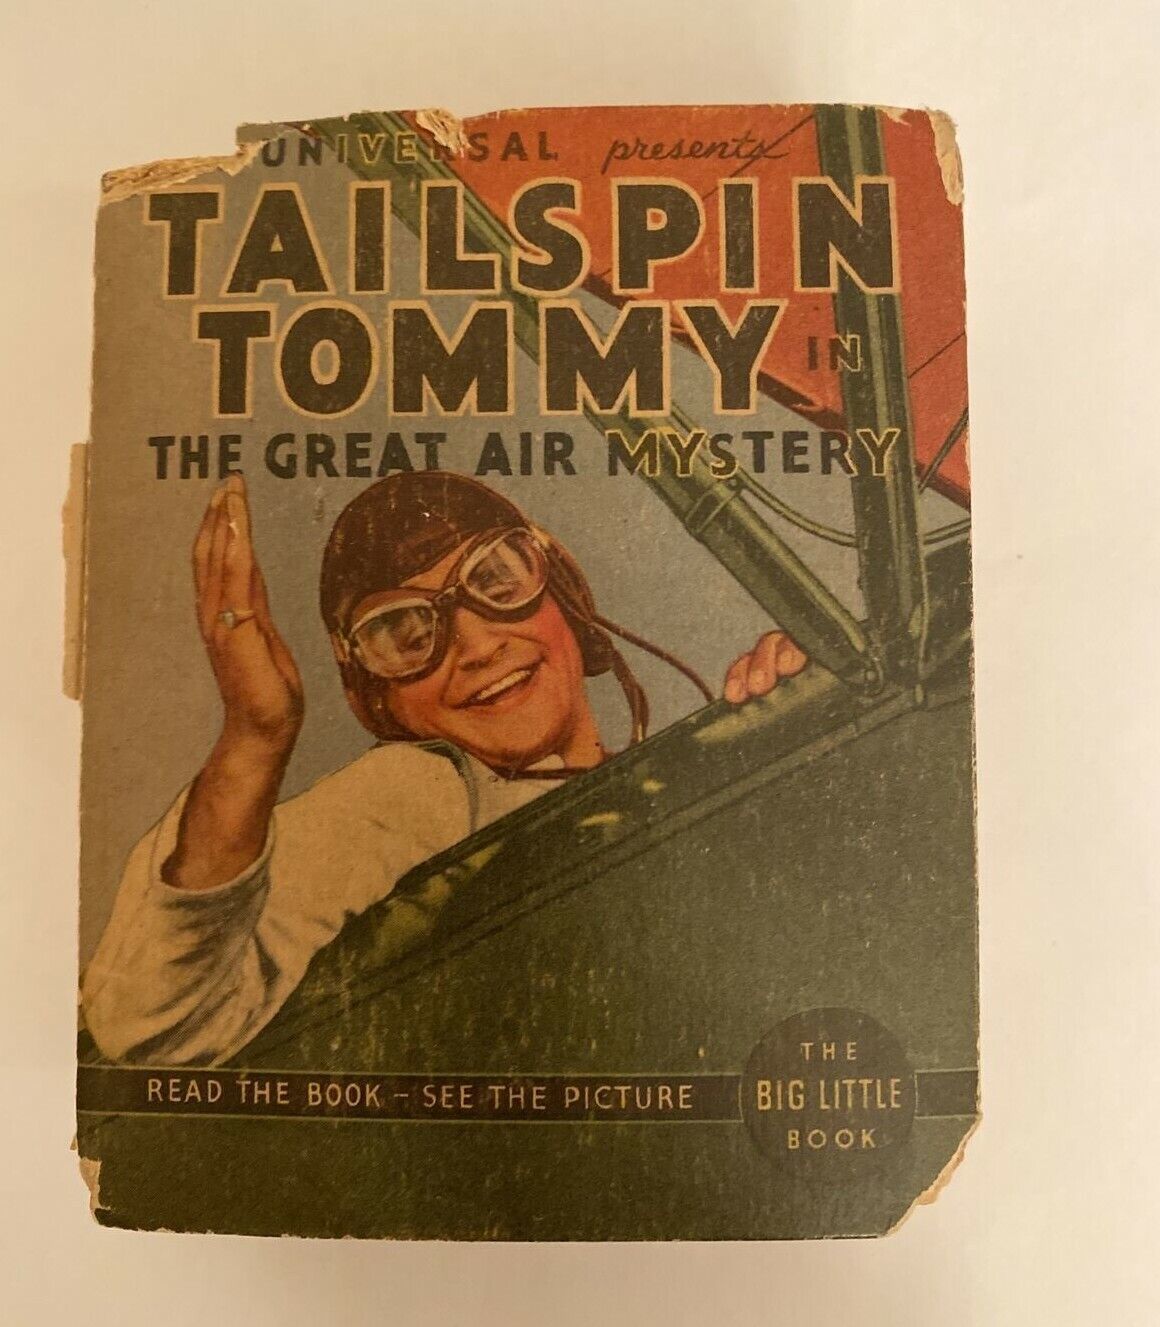 UNIVERSAL presents
TAILSPIN
TOMMY IN
THE GREAT AIR MYSTERY
READ THE BOOK – SEE THE PICTURE
THE
BIG LITTLE
BOOK